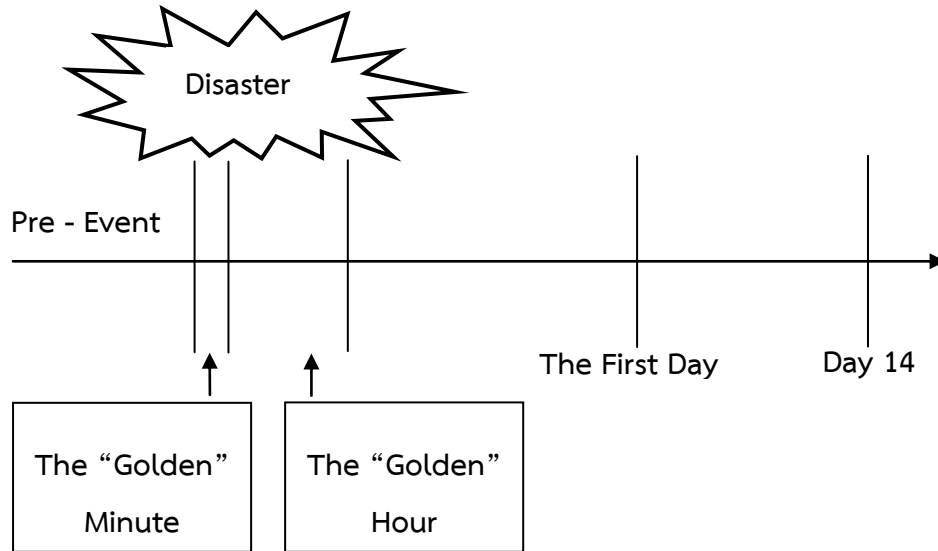 Disaster
Pre - Event
The First Day
Day 14
The “Golden”
Minute
The “Golden”
Hour